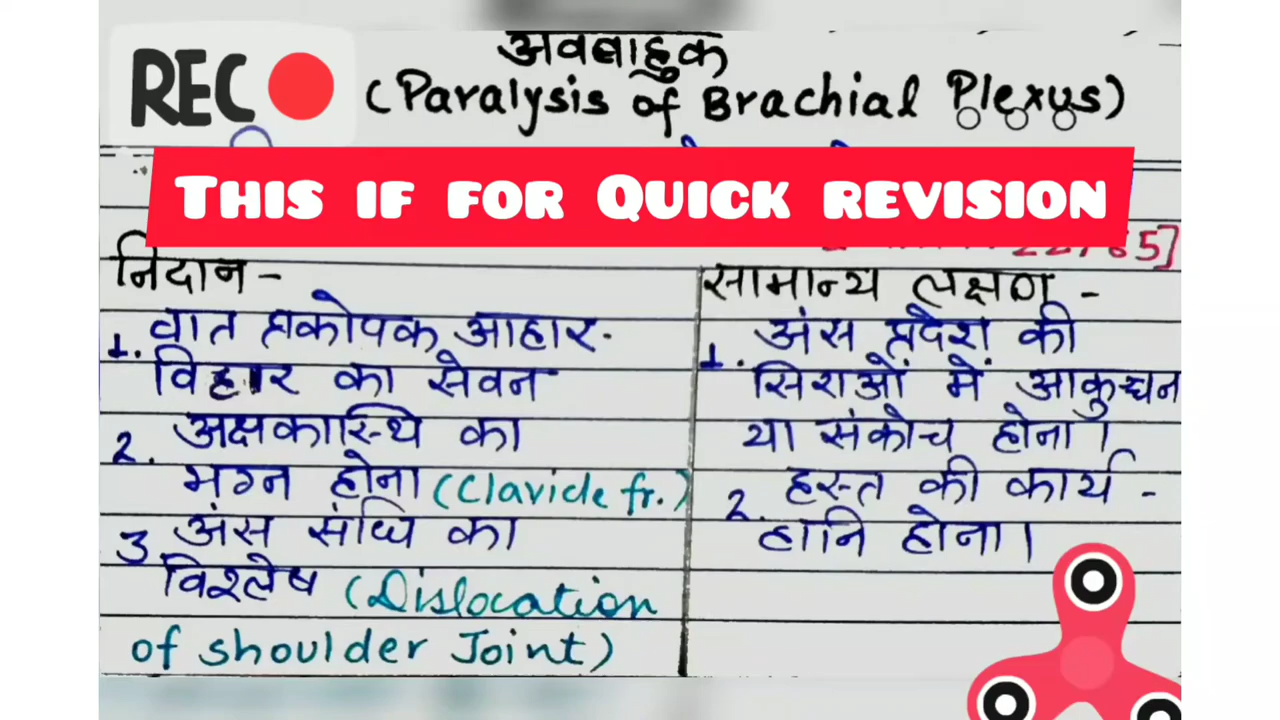 अवबाहुक
REC
(Paralysis of Brachial Plexus)
THIS IF FOR QUICK REVISION
निदान -
1. वात प्रकोपक आहार-
विहार का सेवन
2. अक्षकास्थि का
भग्न होना (Clavicle fr.)
3 अंस संधि का
विश्लेष (Dislocation
of shoulder Joint)
सामान्य लक्षण -
1. अंस प्रदेश की
सिराओं में आकुञ्चन
या संकोच होना।
2. हस्त की कार्य -
हानि होना।